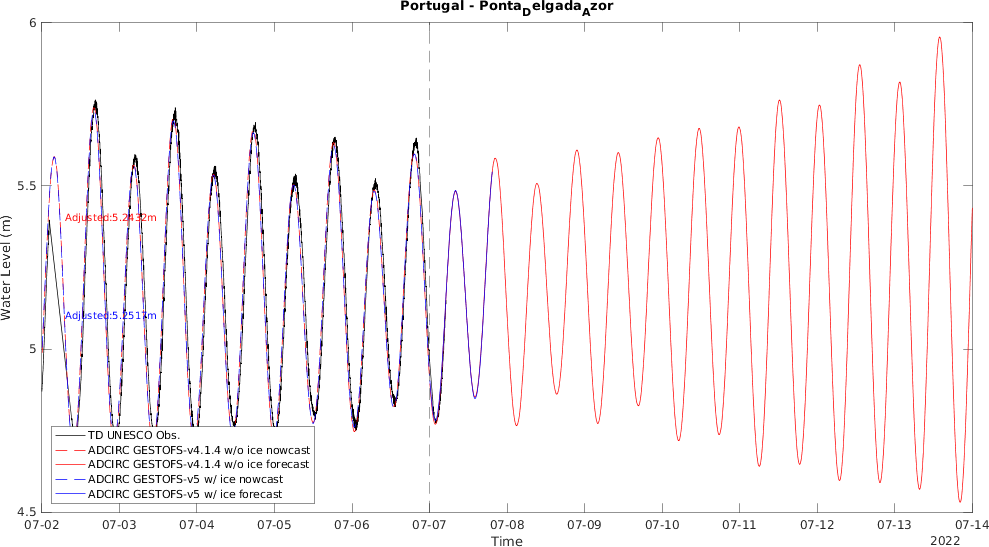 Portugal - PontaDelgadaAzor
6
5.5
5
4.5
Water Level (m)
Adjusted:5.2432m
Adjusted:5.2517m
TD UNESCO Obs.
ADCIRC GESTOFS-v4.1.4 w/o ice nowcast
ADCIRC GESTOFS-v4.1.4 w/o ice forecast
ADCIRC GESTOFS-v5 w/ ice nowcast
ADCIRC GESTOFS-v5 w/ ice forecast
07-02 07-03 07-04 07-05 07-06 07-07 07-08 07-09 07-10 07-11 07-12 07-13 07-14
Time
2022